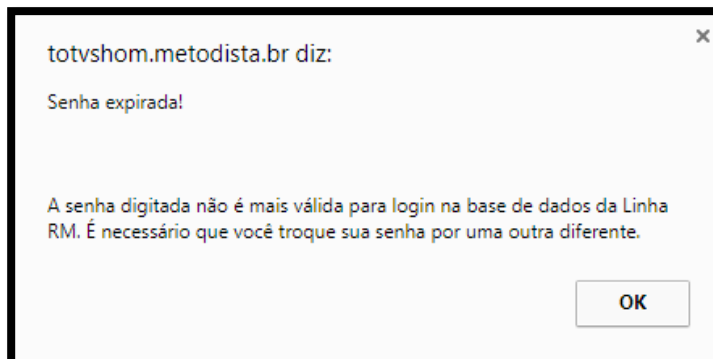 totvshom.metodista.br diz:
Senha expirada!
A senha digitada não é mais válida para login na base de dados da Linha
RM. É necessário que você troque sua senha por uma outra diferente.
OK